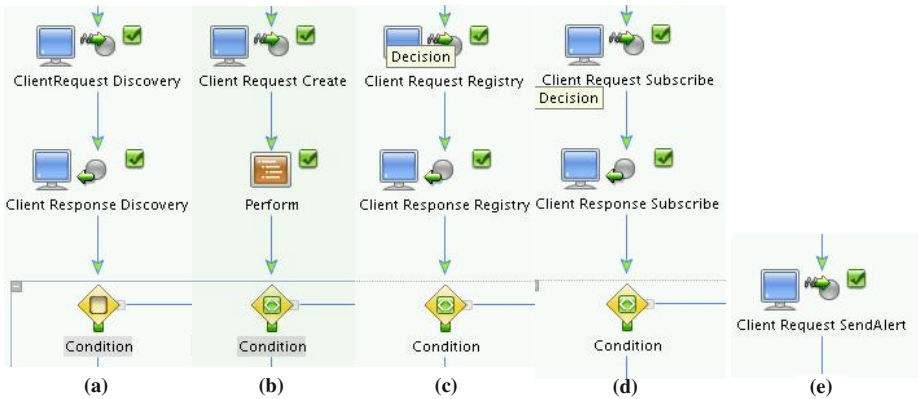 ClientRequest Discovery
Client Request Create
Decision
Client Request Registry
Client Request Subscribe
Decision
Client Response Discovery
Perform
Client Response Registry
Client Response Subscribe
Client Request SendAlert
Condition
Condition
Condition
Condition
(a)
(b)
(c)
(d)
(e)